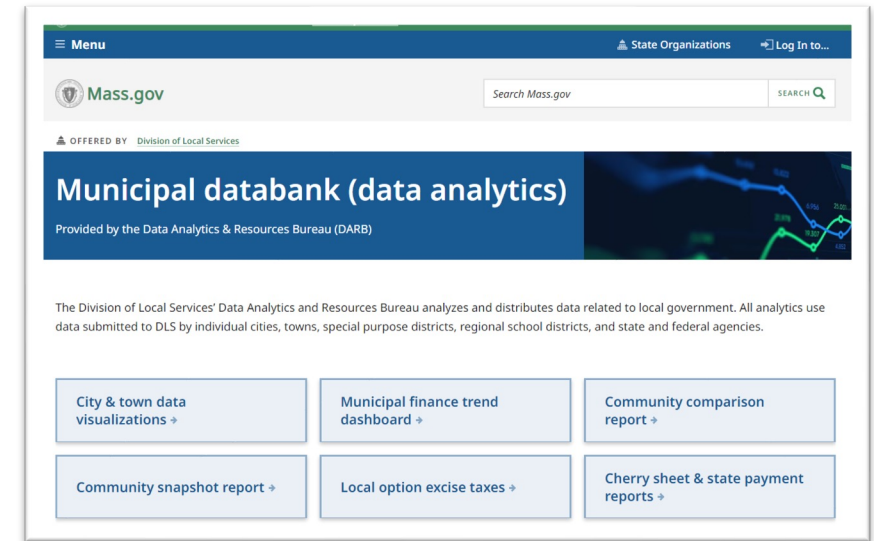 ≡ Menu
State Organizations
Log In to...
Mass.gov
Search Mass.gov
SEARCH
OFFERED BY Division of Local Services
Municipal databank (data analytics)
Provided by the Data Analytics & Resources Bureau (DARB)
The Division of Local Services' Data Analytics and Resources Bureau analyzes and distributes data related to local government. All analytics use
data submitted to DLS by individual cities, towns, special purpose districts, regional school districts, and state and federal agencies.
City & town data
visualizations →
Municipal finance trend
dashboard →
Community comparison
report →
Community snapshot report →
Local option excise taxes →
Cherry sheet & state payment
reports →